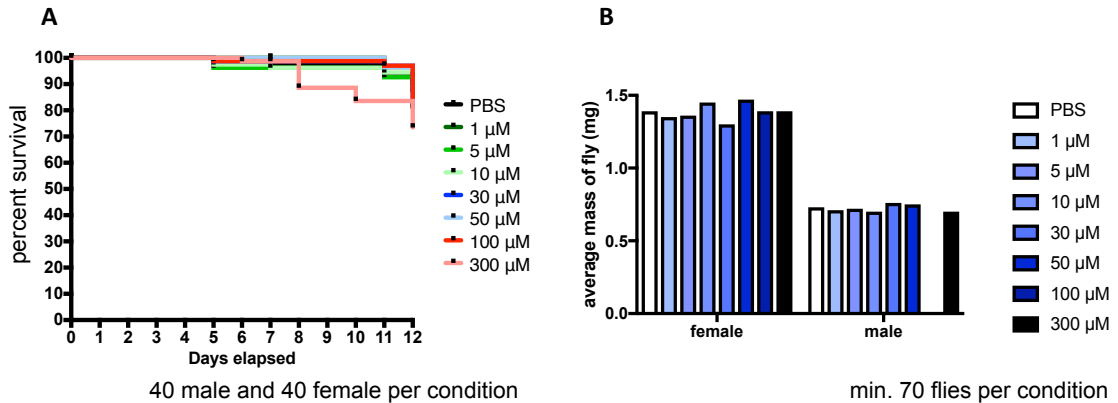 A
percent survival
100
90
80
70
60
50
40
30
20
10
0
0 1 2 3 4 5 6 7 8 9 10 11 12
Days elapsed
PBS
1 µM
5 µM
10 µM
30 µM
50 µM
100 µM
300 µM
40 male and 40 female per condition
B
average mass of fly (mg)
1.5
1.0
0.5
0.0
female male
PBS
1 µM
5 µM
10 µM
30 µM
50 µM
100 µM
300 µM
min. 70 flies per condition